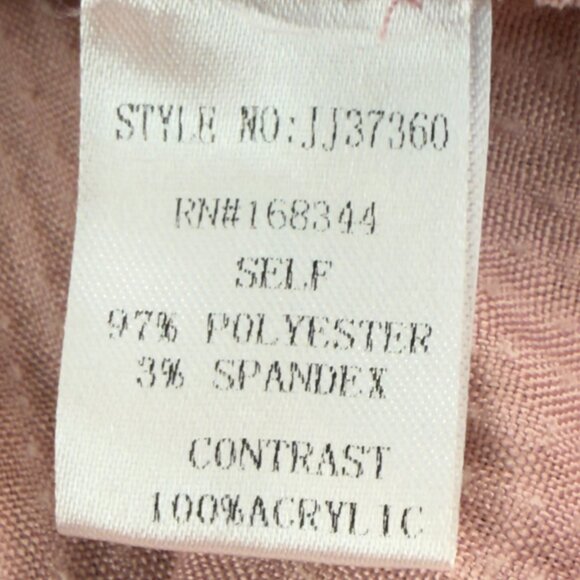 STYLE NO:JJ37360
RN#168344
SELF
97% POLYESTER
3% SPANDEX
CONTRAST
100%ACRYLIC